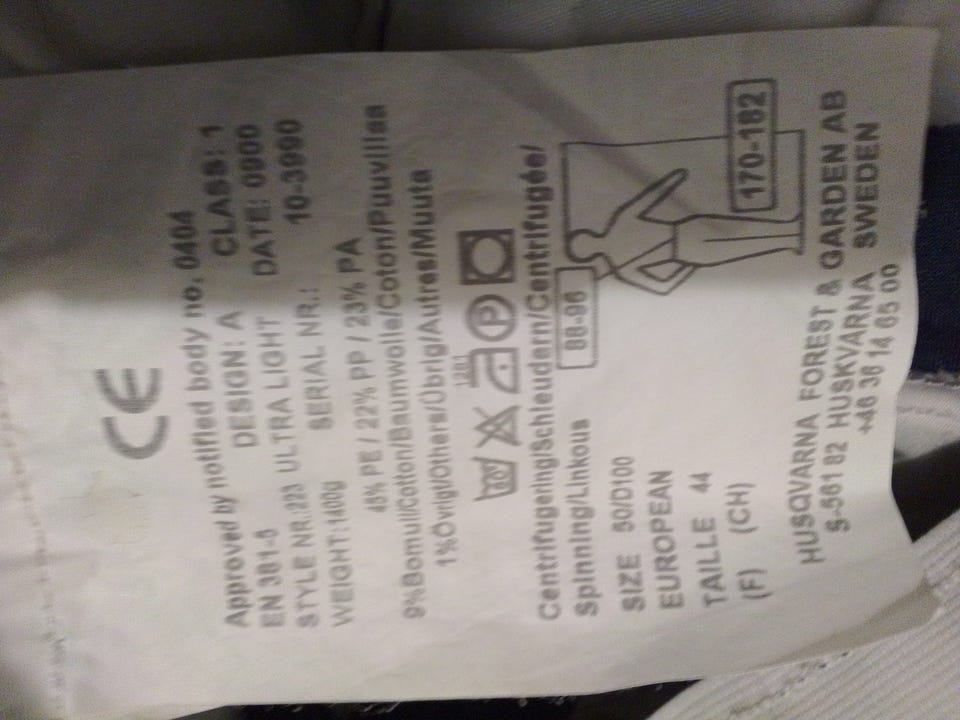 CE
Approved by notified body no. 0404
EN 381-5 DESIGN: A CLASS: 1
STYLE NR:223 ULTRA LIGHT DATE: 0900
WEIGHT:1400g SERIAL NR.: 10-3990
45% PE / 22% PP / 23% PA
9%Bomull/Cotton/Baumwolle/Coton/Puuvillaa
1%Övrigt/Others/Übrig/Autres/Muuta
P
Centrifugering/Schleudern/Centrifugée/
Spinning/Linkous
88-96
SIZE 50/D100
EUROPEAN
TAILLE 44
(F) (CH)
170-182
HUSQVARNA FOREST & GARDEN AB
S-561 82 HUSKVARNA SWEDEN
+46 36 14 65 00